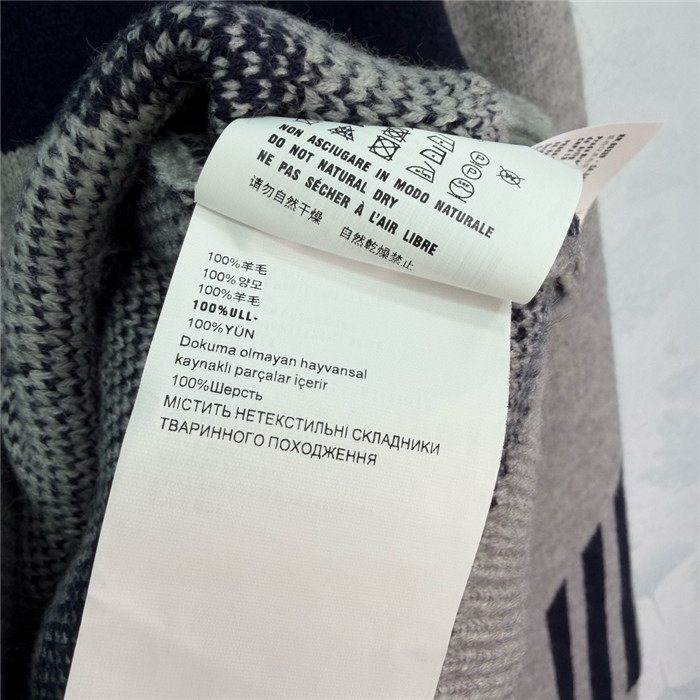 NON ASCIUGARE IN MODO NATURALE
DO NOT NATURAL DRY
NE PAS SÉCHER À L'AIR LIBRE
请勿自然干燥 自然乾燥禁止
100%羊毛
100%양모
100%羊毛
100%ULL-
100%YÜN
Dokuma olmayan hayvansal
kaynaklı parçalar içerir
100%Шерсть
МІСТИТЬ НЕТЕКСТИЛЬНІ СКЛАДНИКИ
ТВАРИННОГО ПОХОДЖЕННЯ